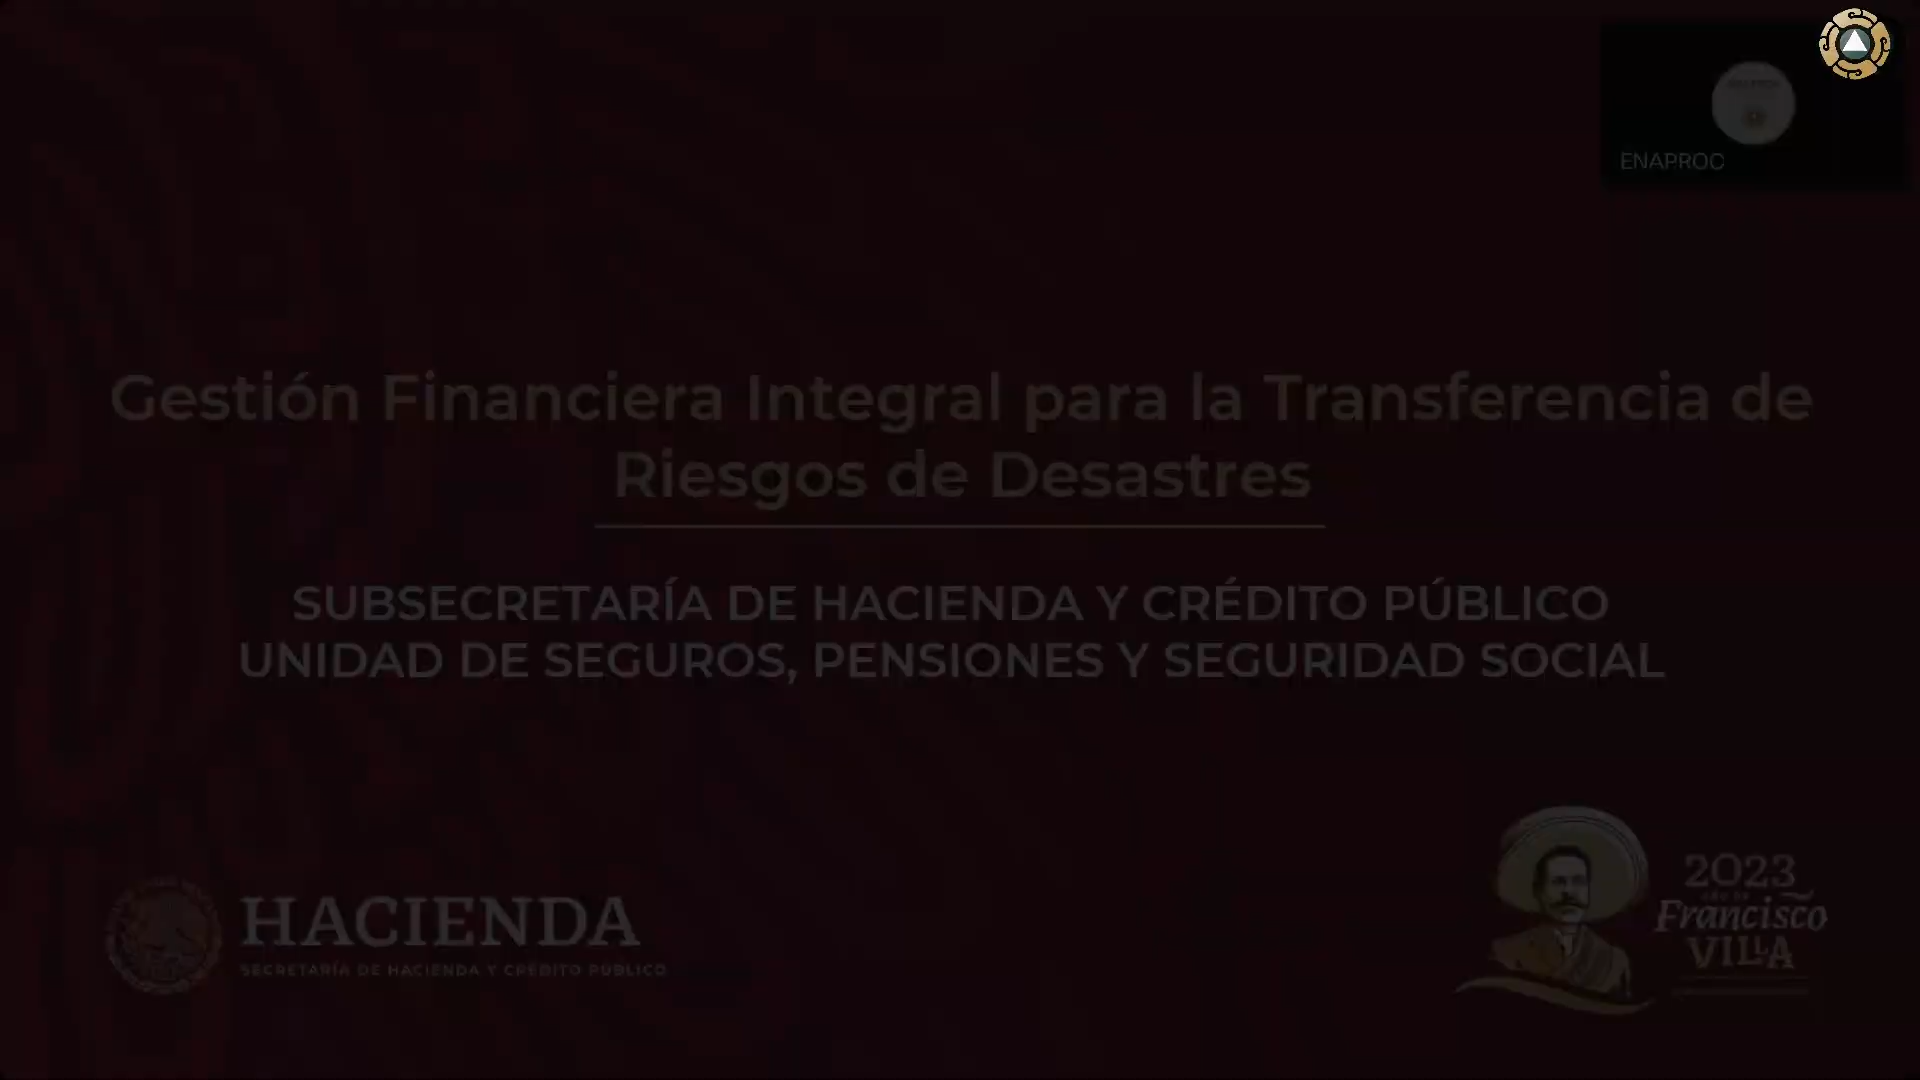 ENAPROC
Gestión Financiera Integral para la Transferencia de
Riesgos de Desastres
SUBSECRETARÍA DE HACIENDA Y CRÉDITO PÚBLICO
UNIDAD DE SEGUROS, PENSIONES Y SEGURIDAD SOCIAL
HACIENDA
SECRETARÍA DE HACIENDA Y CRÉDITO PÚBLICO
2023
Francisco
VILLA